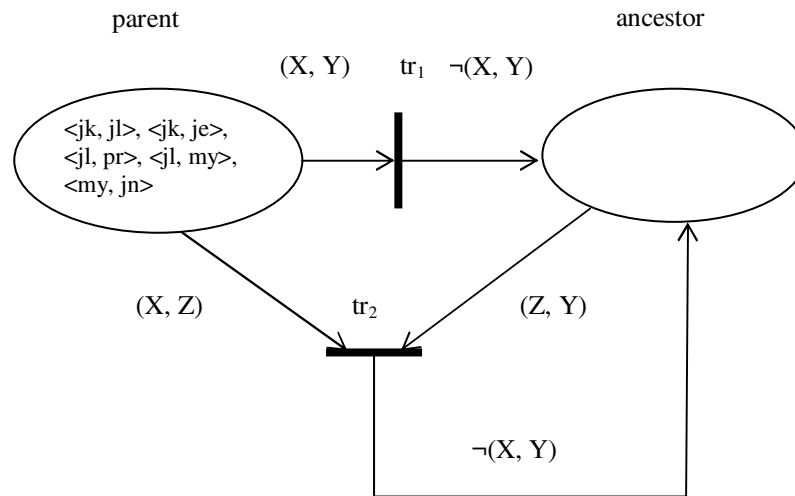 parent
ancestor
(X, Y)
tr₁
¬(X, Y)
<jk, jl>, <jk, je>,
<jl, pr>, <jl, my>,
<my, jn>
(X, Z)
tr₂
(Z, Y)
¬(X, Y)